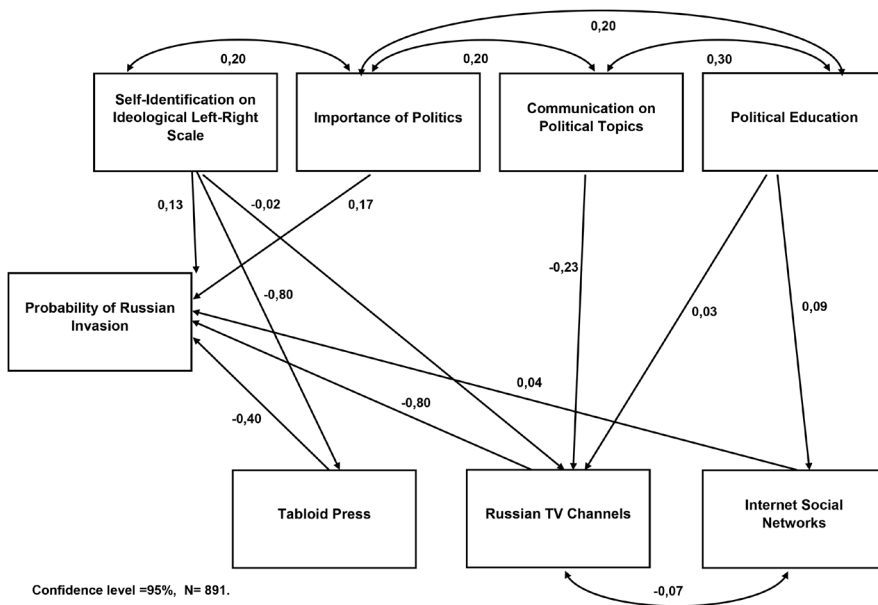 0,20
0,20
0,20
0,30
Self-Identification on
Ideological Left-Right
Scale
Importance of Politics
Communication on
Political Topics
Political Education
0,13
-0,02
0,17
-0,23
-0,80
0,03
0,09
Probability of Russian
Invasion
0,04
-0,40
-0,80
Tabloid Press
Russian TV Channels
Internet Social
Networks
-0,07
Confidence level =95%, N= 891.